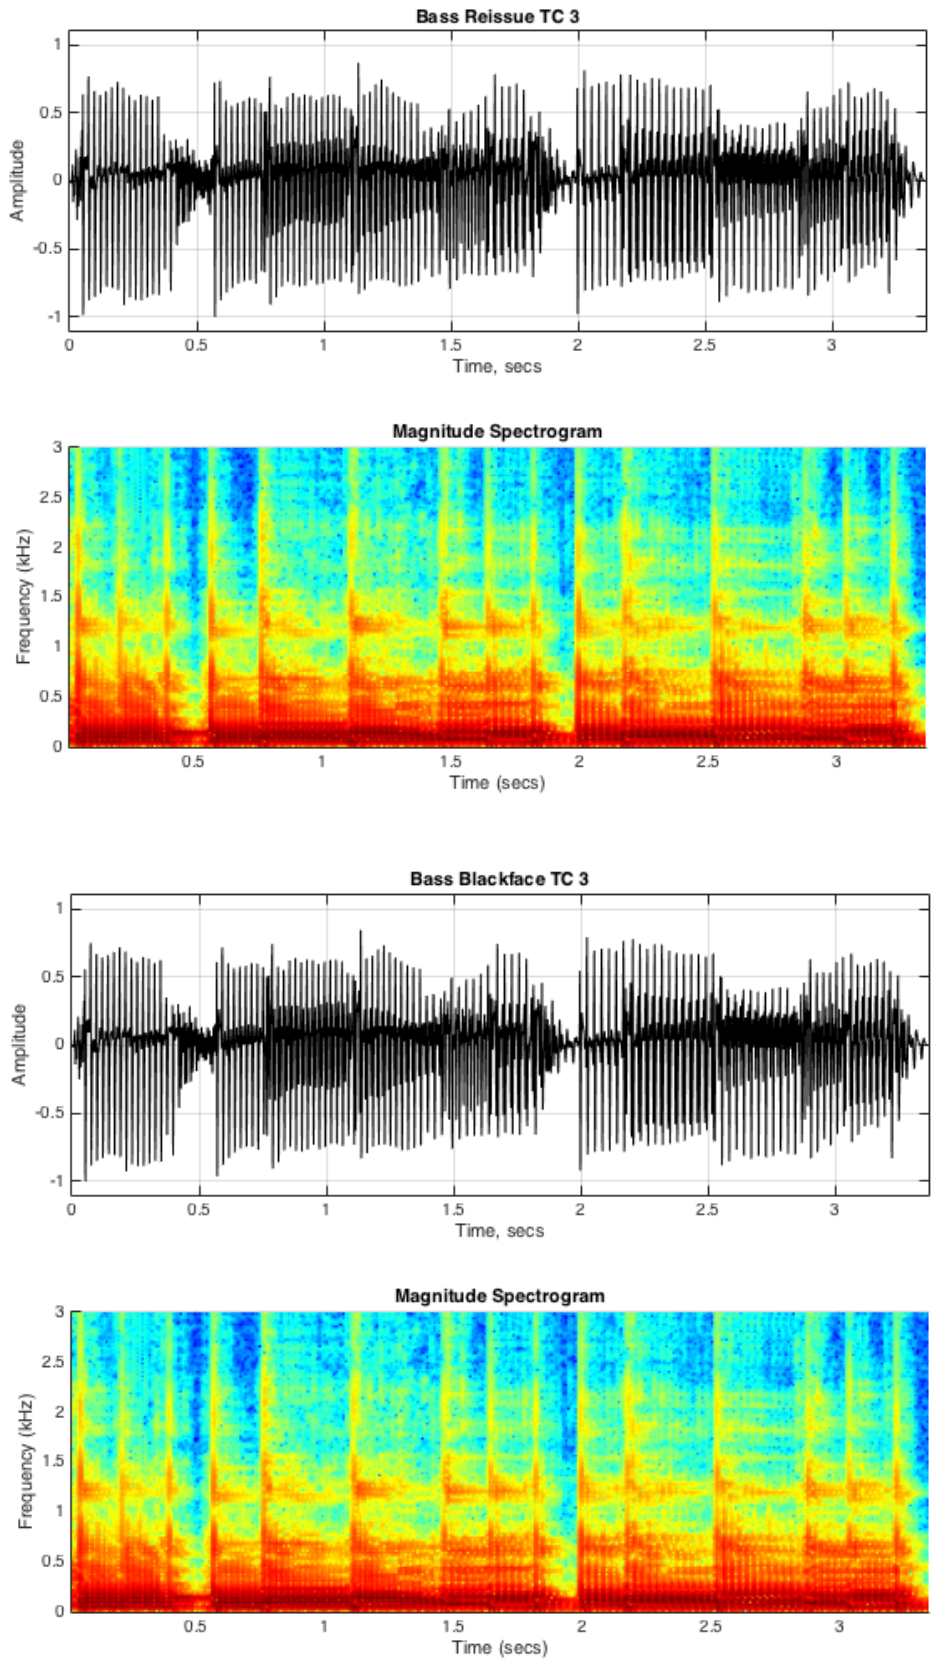 Bass Reissue TC 3
1
0.5
0
-0.5
-1
Amplitude
0 0.5 1 1.5 2 2.5 3
Time, secs
Magnitude Spectrogram
3
2.5
2
1.5
1
0.5
0
Frequency (kHz)
0.5 1 1.5 2 2.5 3
Time (secs)
Bass Blackface TC 3
1
0.5
0
-0.5
-1
Amplitude
0 0.5 1 1.5 2 2.5 3
Time, secs
Magnitude Spectrogram
3
2.5
2
1.5
1
0.5
0
Frequency (kHz)
0.5 1 1.5 2 2.5 3
Time (secs)